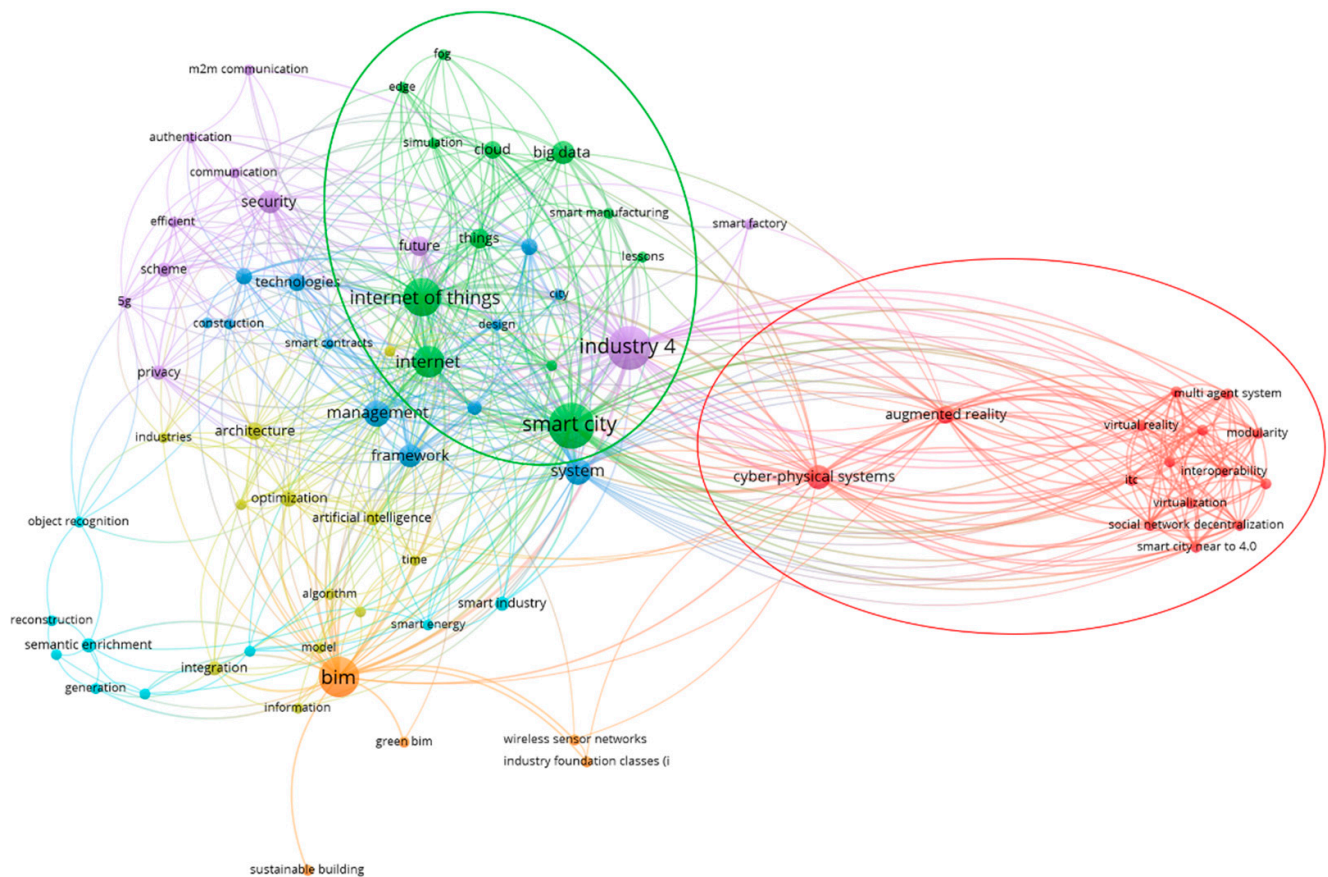 fog
m2m communication
edge
authentication
simulation
cloud
big data
communication
security
smart manufacturing
efficient
smart factory
future
things
lessons
scheme
technologies
internet of things
city
5g
construction
design
smart contracts
industry 4
internet
privacy
multi agent system
management
augmented reality
smart city
virtual reality
modularity
industries
architecture
framework
system
cyber-physical systems
interoperability
itc
optimization
virtualization
object recognition
artificial intelligence
social network decentralization
smart city near to 4.0
time
algorithm
smart industry
reconstruction
smart energy
semantic enrichment
model
integration
bim
generation
information
green bim
wireless sensor networks
industry foundation classes (i
sustainable building